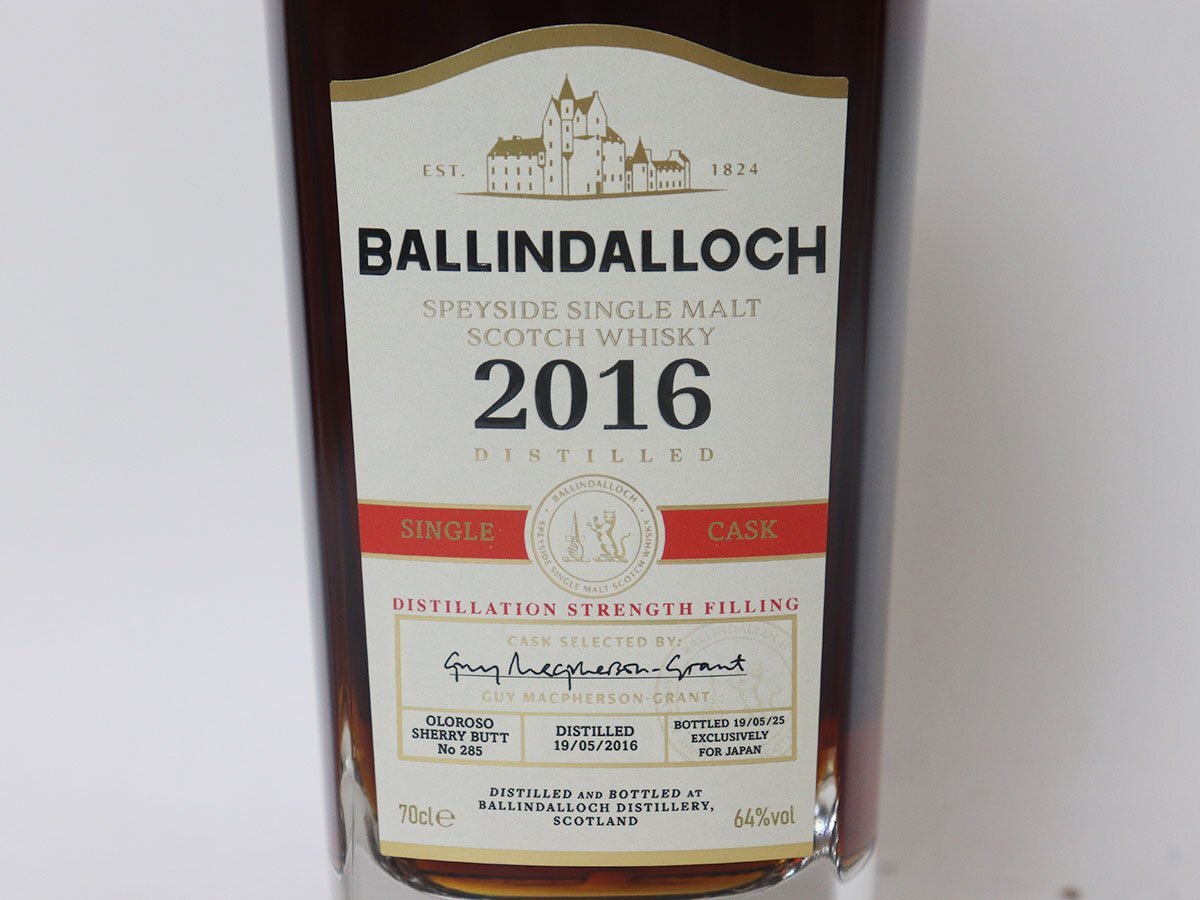 EST. 1824
BALLINDALLOCH
SPEYSIDE SINGLE MALT
SCOTCH WHISKY
2016
DISTILLED
SINGLE CASK
BALLINDALLOCH
SPEYSIDE SINGLE MALT SCOTCH WHISKY
DISTILLATION STRENGTH FILLING
CASK SELECTED BY:
Guy Macpherson-Grant
GUY MACPHERSON-GRANT
BALLINDALLOCH
OLOROSO
SHERRY BUTT
No 285
DISTILLED
19/05/2016
BOTTLED 19/05/25
EXCLUSIVELY
FOR JAPAN
DISTILLED AND BOTTLED AT
BALLINDALLOCH DISTILLERY,
SCOTLAND
70cl e
64%vol